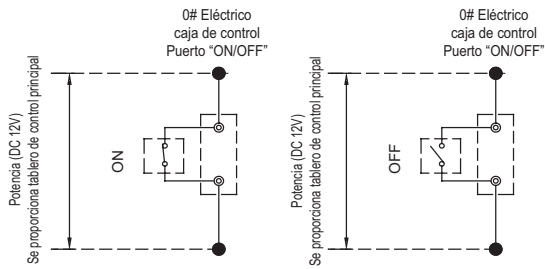 0# Eléctrico
caja de control
Puerto “ON/OFF”
Potencia (DC 12V)
Se proporciona tablero de control principal
ON
0# Eléctrico
caja de control
Puerto “ON/OFF”
Potencia (DC 12V)
Se proporciona tablero de control principal
OFF